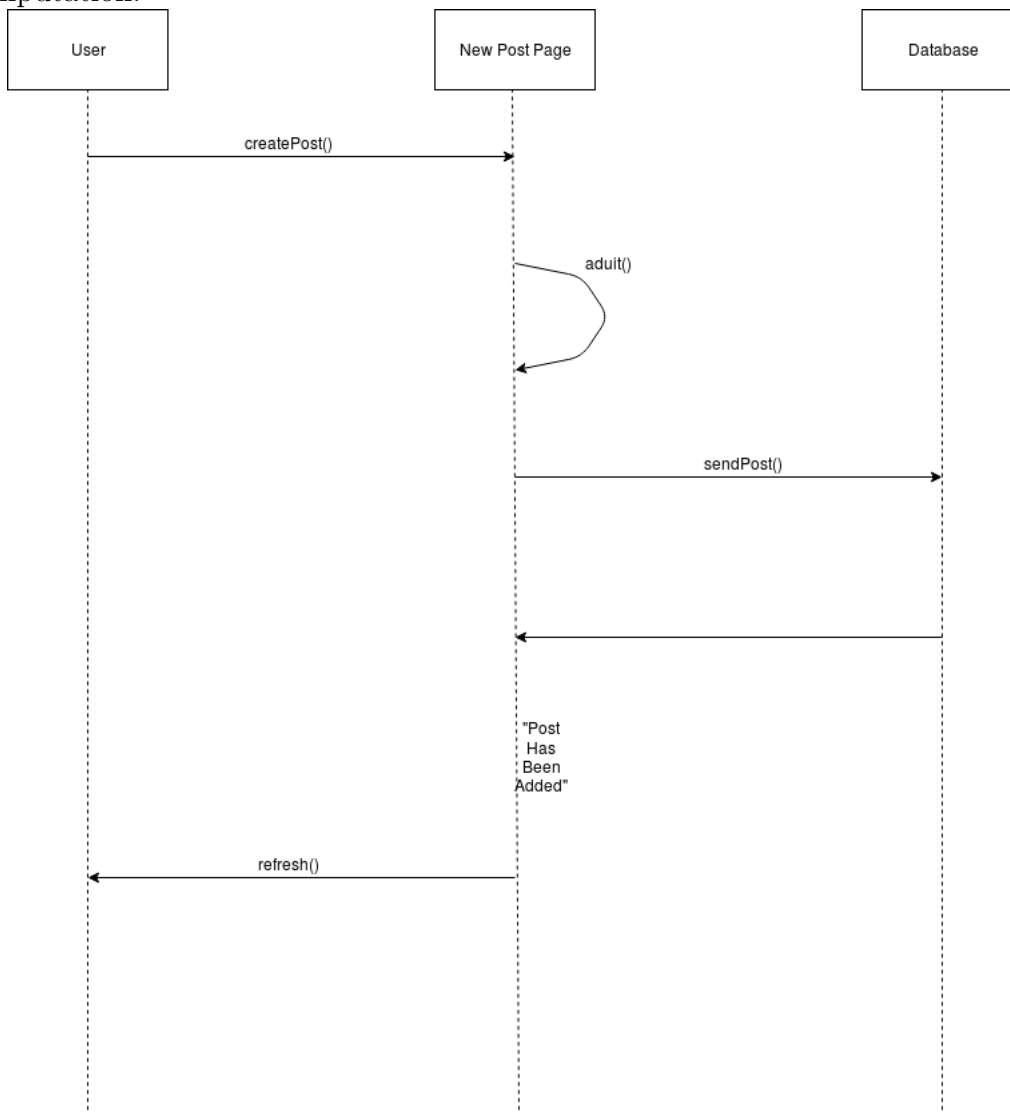 User
New Post Page
Database
createPost()
aduit()
sendPost()
"Post
Has
Been
Added"
refresh()